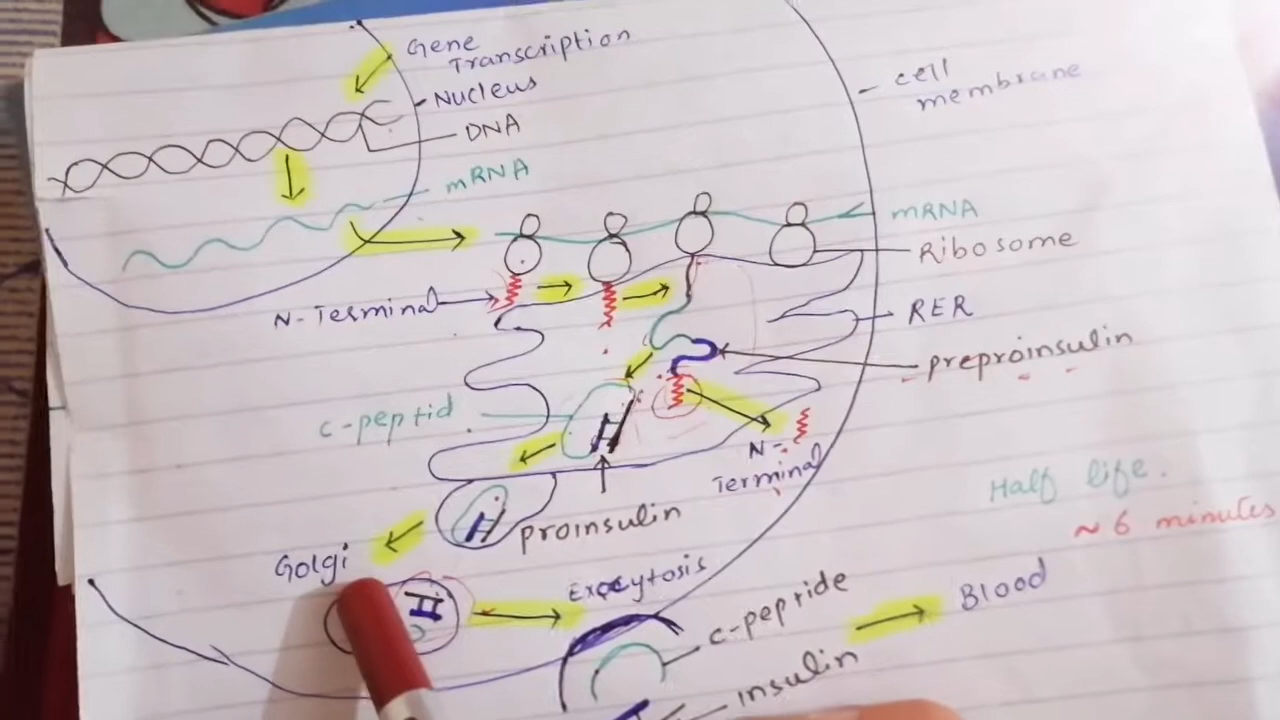 Gene
Transcription
Nucleus
DNA
mRNA
cell
membrane
mRNA
Ribosome
N-Terminal
RER
preproinsulin
c-peptid
N-
Terminal
Half life.
~6 minutes
proinsulin
Golgi
Exocytosis
c-peptide
Blood
insulin